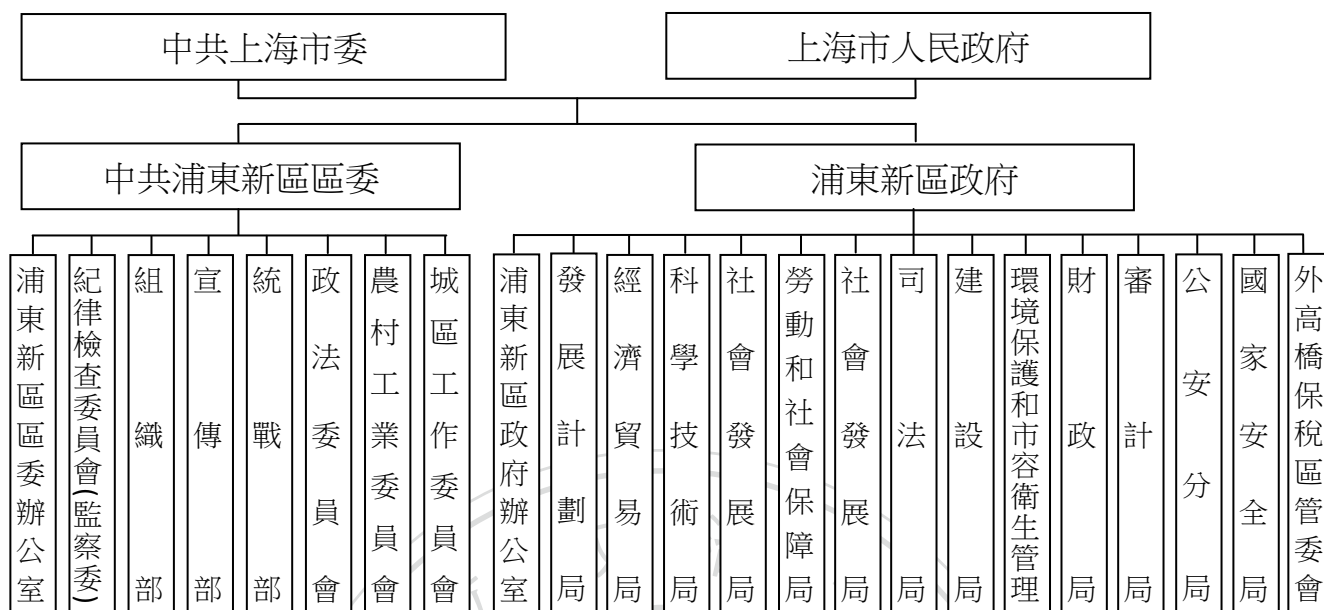 中共上海市委
上海市人民政府
中共浦東新區區委
浦東新區政府
浦東新區區委辦公室
紀律檢查委員會(監察委)
組織部
宣傳部
統戰部
政法委員會
農村工業委員會
城區工作委員會
浦東新區政府辦公室
發展計劃局
經濟貿易局
科學技術局
社會發展局
勞動和社會保障局
社會發展局
司法局
建設局
環境保護和市容衛生管理
財政局
審計局
公安分局
國家安全局
外高橋保稅區管委會